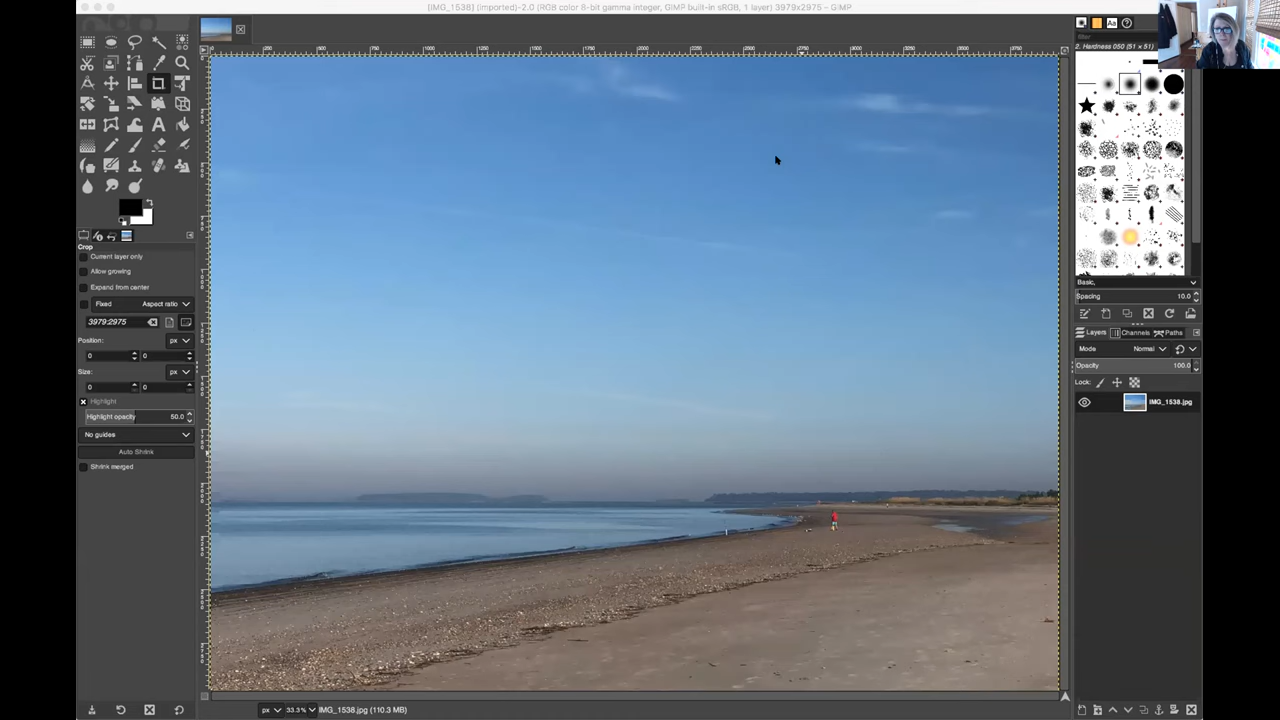 [IMG_1538] (imported)-2.0 (RGB color 8-bit gamma integer, GIMP built-in sRGB, 1 layer) 3979x2975 – GIMP
Aa
filter
2. Hardness 050 (51 × 51)
Crop
Current layer only
Allow growing
Expand from center
Fixed Aspect ratio
3979:2975
Position: px
0 0
Size: px
0 0
Highlight
Highlight opacity 50.0
No guides
Auto Shrink
Shrink merged
Basic,
Spacing 10.0
Layers Channels Paths
Mode Normal
Opacity 100.0
Lock:
IMG_1538.jpg
px 33.3% IMG_1538.jpg (110.3 MB)